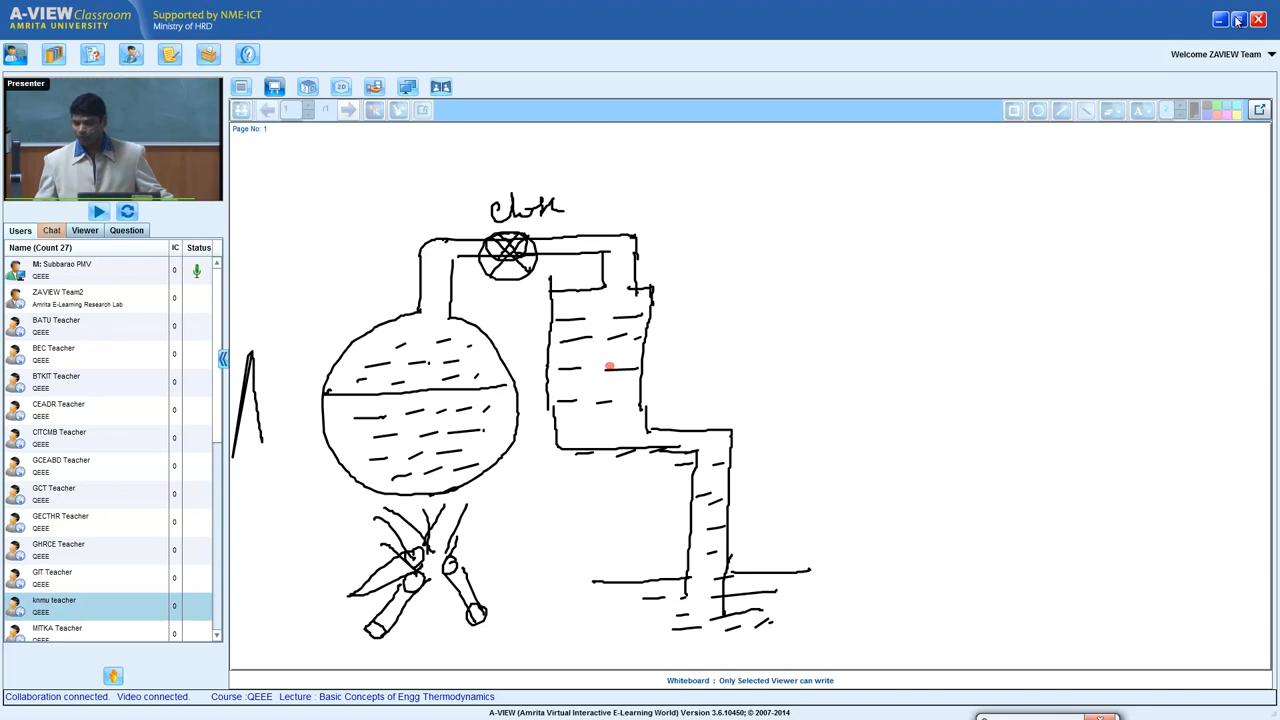 A-VIEW Classroom
AMRITA UNIVERSITY
Supported by NME-ICT
Ministry of HRD
Welcome ZAVIEW Team
Presenter
1
/1
2D
A
2
Page No: 1
Users
Chat
Viewer
Question
Name (Count 27)
IC
Status
M: Subbarao PMV
QEEE
0
ZAVIEW Team2
Amrita E-Learning Research Lab
0
BATU Teacher
QEEE
0
BEC Teacher
QEEE
0
BTKIT Teacher
QEEE
0
CEADR Teacher
QEEE
0
CITCMB Teacher
QEEE
0
GCEABD Teacher
QEEE
0
GCT Teacher
QEEE
0
GECTHR Teacher
QEEE
0
GHRCE Teacher
QEEE
0
GIT Teacher
QEEE
0
knmu teacher
QEEE
0
MITKA Teacher
QEEE
0
Whiteboard : Only Selected Viewer can write
Collaboration connected. Video connected. Course :QEEE Lecture : Basic Concepts of Engg Thermodynamics
A-VIEW (Amrita Virtual Interactive E-Learning World) Version 3.6.10450; © 2007-2014